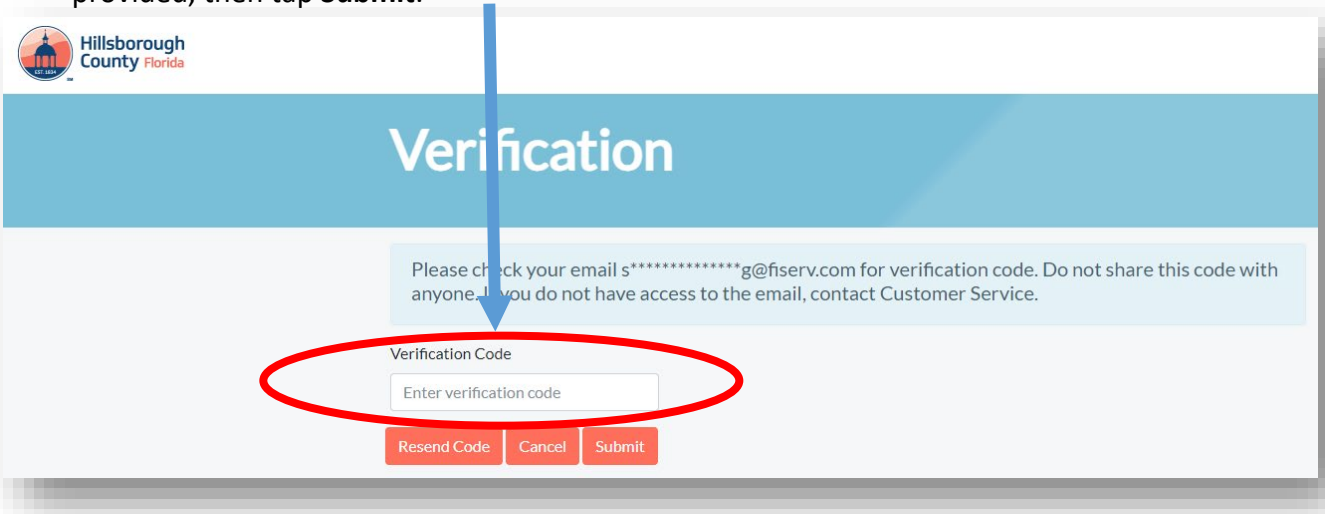 provided, then tap Submit.
Hillsborough
County Florida
EST. 1834
SM
Verification
Please check your email s**************g@fiserv.com for verification code. Do not share this code with
anyone. If you do not have access to the email, contact Customer Service.
Verification Code
Enter verification code
Resend Code Cancel Submit